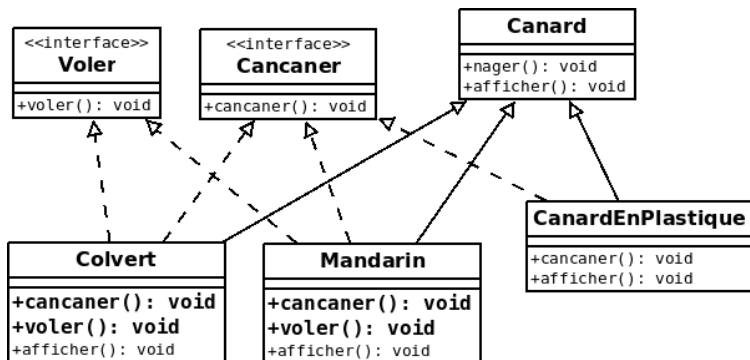 <<interface>>
Voler
+voler(): void
<<interface>>
Cancaner
+cancaner(): void
Canard
+nager(): void
+afficher(): void
Colvert
+cancaner(): void
+voler(): void
+afficher(): void
Mandarin
+cancaner(): void
+voler(): void
+afficher(): void
CanardEnPlastique
+cancaner(): void
+afficher(): void